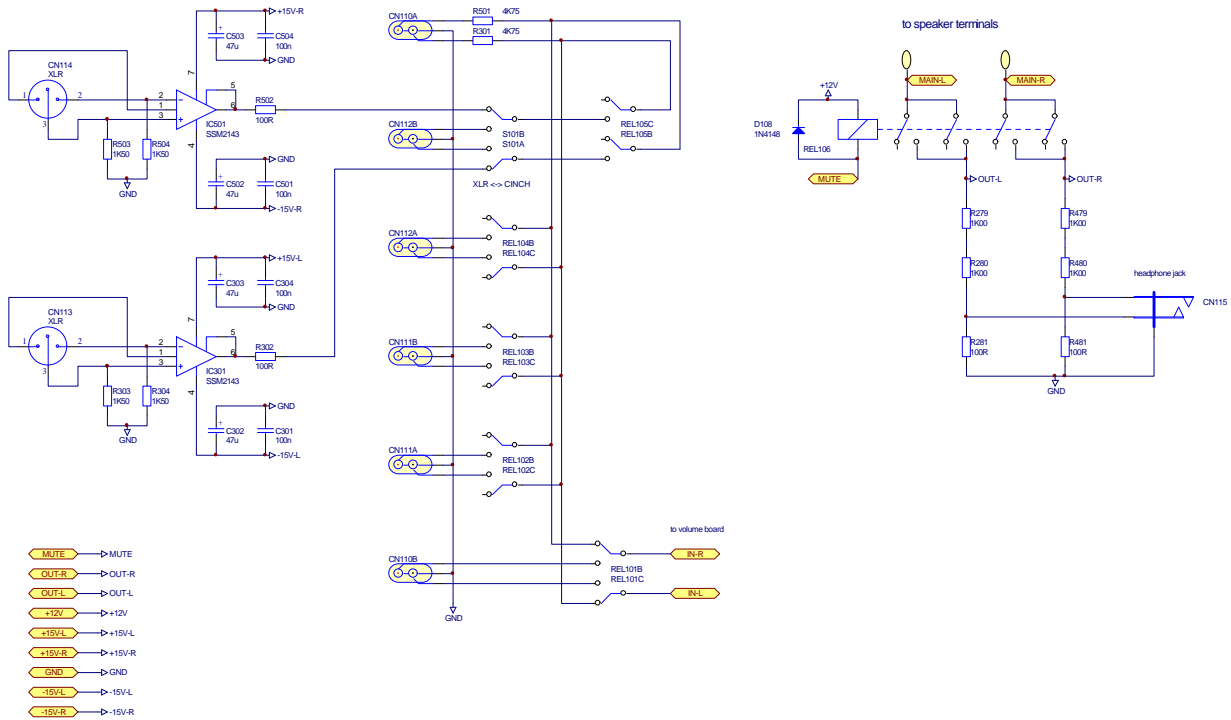 +15V-R
C503
47u
C504
100n
GND
CN114
XLR
1
2
3
7
2
1
3
5
6
4
IC501
SSM2143
R502
100R
R503
1K50
R504
1K50
GND
GND
C502
47u
C501
100n
-15V-R
+15V-L
C303
47u
C304
100n
GND
CN113
XLR
1
2
3
7
2
1
3
5
6
4
IC301
SSM2143
R302
100R
R303
1K50
R304
1K50
GND
GND
C302
47u
C301
100n
-15V-L
CN110A
R501 4K75
R301 4K75
CN112B
S101B
S101A
XLR <-> CINCH
REL105C
REL105B
CN112A
REL104B
REL104C
CN111B
REL103B
REL103C
CN111A
REL102B
REL102C
CN110B
GND
to volume board
REL101B
REL101C
IN-R
IN-L
to speaker terminals
MAIN-L
MAIN-R
+12V
D108
1N4148
REL106
MUTE
OUT-L
OUT-R
R279
1K00
R479
1K00
R280
1K00
R480
1K00
headphone jack
CN115
R281
100R
R481
100R
GND
MUTE MUTE
OUT-R OUT-R
OUT-L OUT-L
+12V +12V
+15V-L +15V-L
+15V-R +15V-R
GND GND
-15V-L -15V-L
-15V-R -15V-R